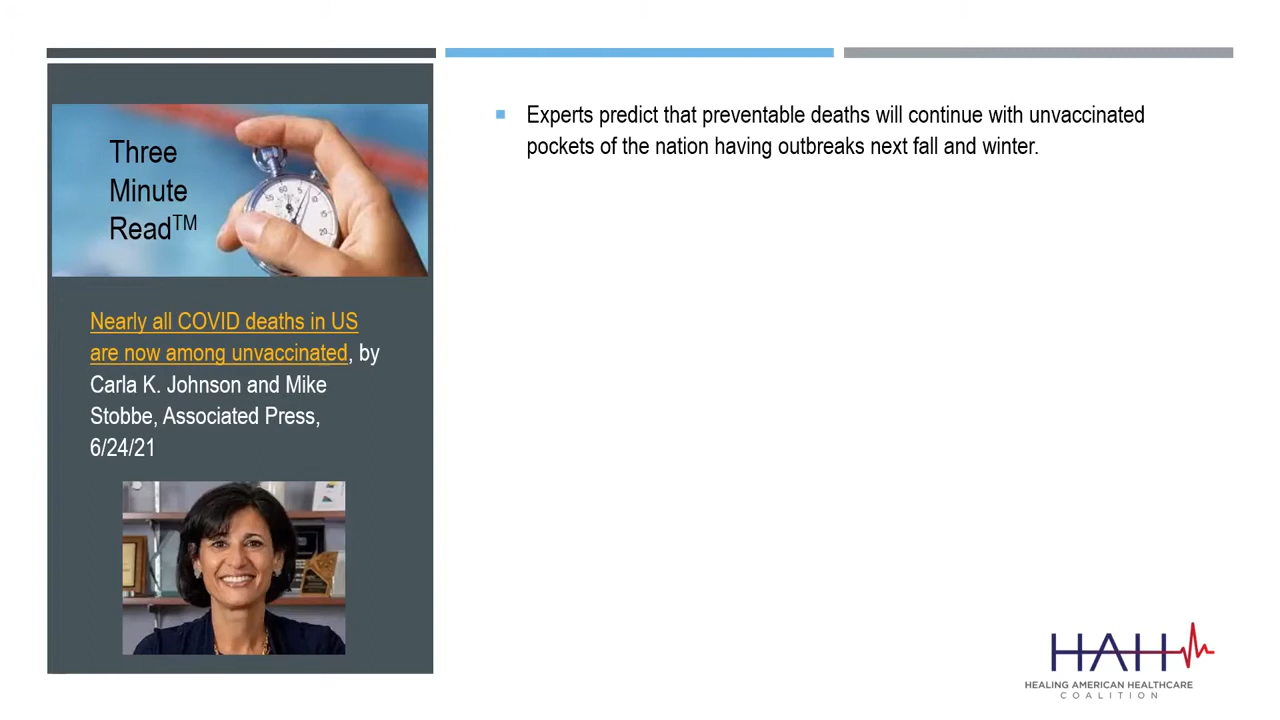 Three
Minute
Read™
Nearly all COVID deaths in US
are now among unvaccinated, by
Carla K. Johnson and Mike
Stobbe, Associated Press,
6/24/21
Experts predict that preventable deaths will continue with unvaccinated
pockets of the nation having outbreaks next fall and winter.
HAH
HEALING AMERICAN HEALTHCARE
COALITION